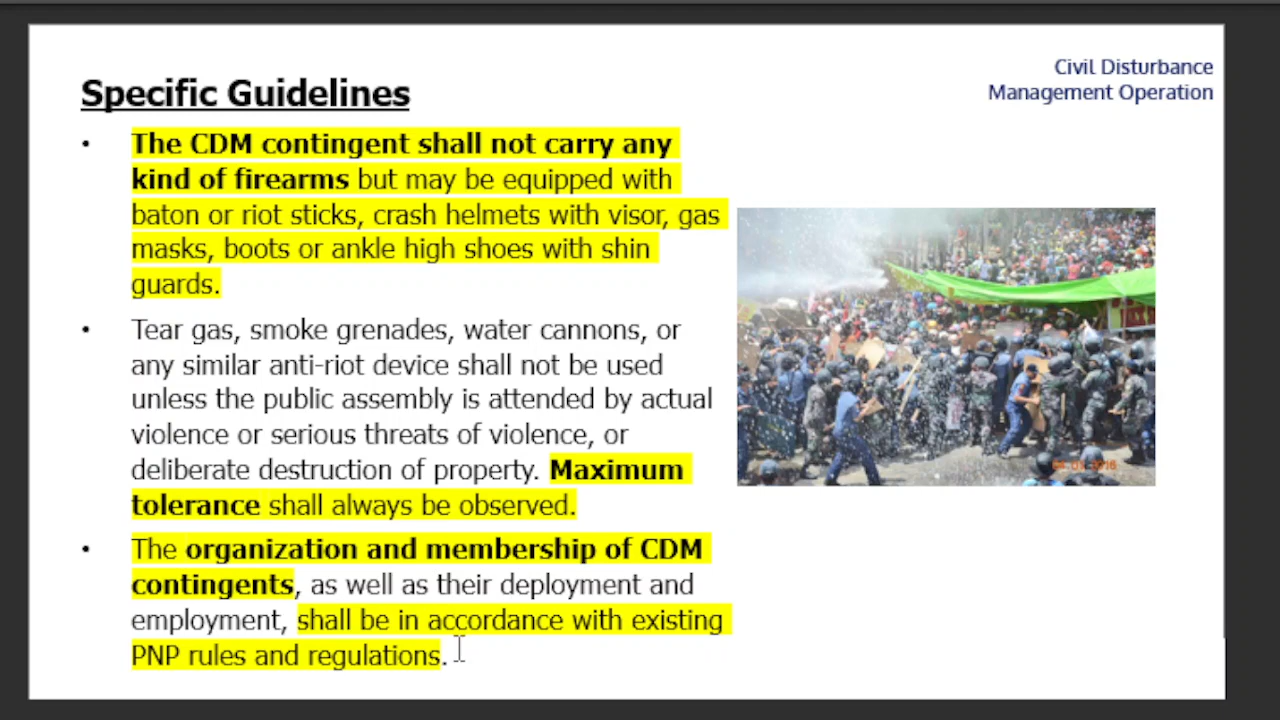 Civil Disturbance
Management Operation
Specific Guidelines
• The CDM contingent shall not carry any
kind of firearms but may be equipped with
baton or riot sticks, crash helmets with visor, gas
masks, boots or ankle high shoes with shin
guards.
• Tear gas, smoke grenades, water cannons, or
any similar anti-riot device shall not be used
unless the public assembly is attended by actual
violence or serious threats of violence, or
deliberate destruction of property. Maximum
tolerance shall always be observed.
• The organization and membership of CDM
contingents, as well as their deployment and
employment, shall be in accordance with existing
PNP rules and regulations.